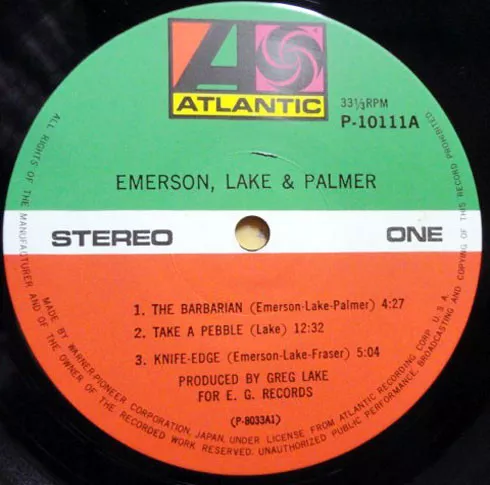 ATLANTIC
33⅓RPM
P-10111A
EMERSON, LAKE & PALMER
STEREO
ONE
1. THE BARBARIAN (Emerson-Lake-Palmer) 4:27
2. TAKE A PEBBLE (Lake) 12:32
3. KNIFE-EDGE (Emerson-Lake-Fraser) 5:04
PRODUCED BY GREG LAKE
FOR E. G. RECORDS
(P-8033A1)
MADE BY WARNER-PIONEER CORPORATION, JAPAN, UNDER LICENSE FROM ATLANTIC RECORDING CORP. U.S.A.
ALL RIGHTS OF THE MANUFACTURER AND OF THE OWNER OF THE RECORDED WORK RESERVED. UNAUTHORIZED PUBLIC PERFORMANCE, BROADCASTING AND COPYING OF THIS RECORD PROHIBITED.